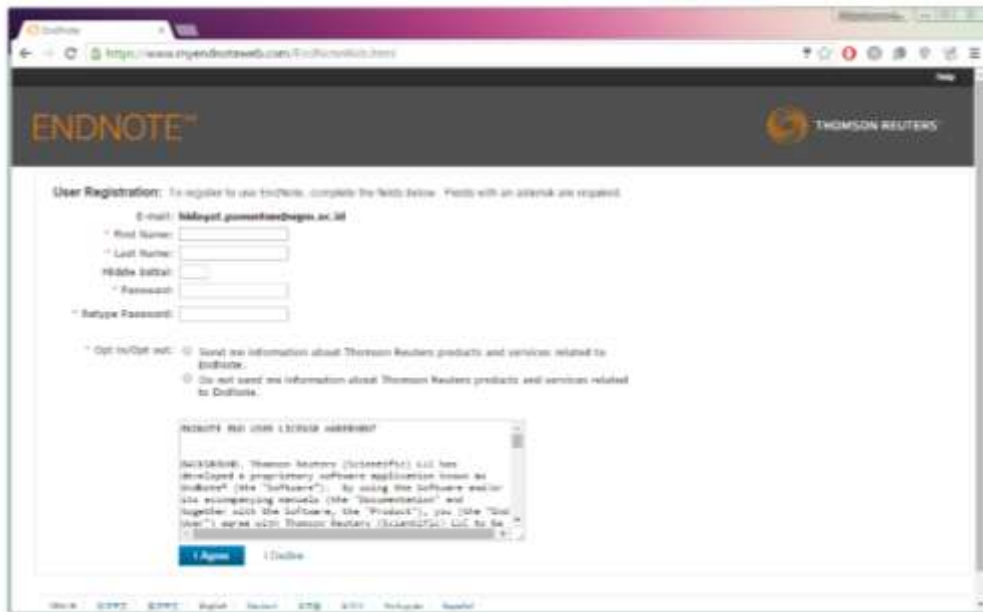 EndNote
https://www.myendnoteweb.com/EndNoteWeb.html
Help
ENDNOTE™
THOMSON REUTERS
User Registration: To register to use EndNote, complete the fields below. Fields with an asterisk are required.
E-mail:
* First Name:
* Last Name:
Middle Initial:
* Password:
* Retype Password:
* Opt in/Opt out:
Send me information about Thomson Reuters products and services related to
EndNote.
Do not send me information about Thomson Reuters products and services related
to EndNote.
ENDNOTE END USER LICENSE AGREEMENT
BACKGROUND. Thomson Reuters (Scientific) LLC has
developed a proprietary software application known as
EndNote® (the "Software"). By using the Software and/or
its accompanying manuals (the "Documentation" and
together with the Software, the "Product"), you (the "End
User") agree with Thomson Reuters (Scientific) LLC to be
I Agree
I Decline
English
Deutsch
Português
Español